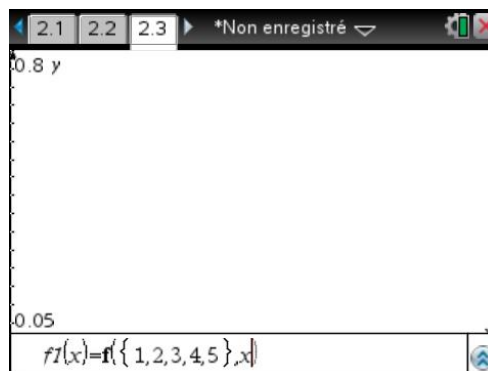 2.1 2.2 2.3 *Non enregistré
0.8 y
0.05
f1(x)=f({1,2,3,4,5},x)